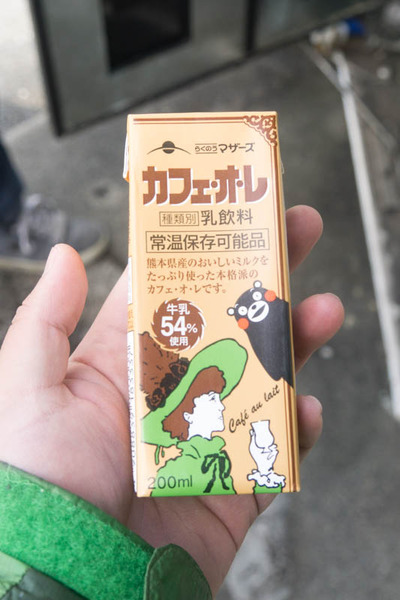 らくのうマザーズ
カフェ・オ・レ
種類別 乳飲料
常温保存可能品
熊本県産のおいしいミルクを
たっぷり使った本格派の
カフェ・オ・レです。
牛乳
54%
使用
Café au lait
200ml